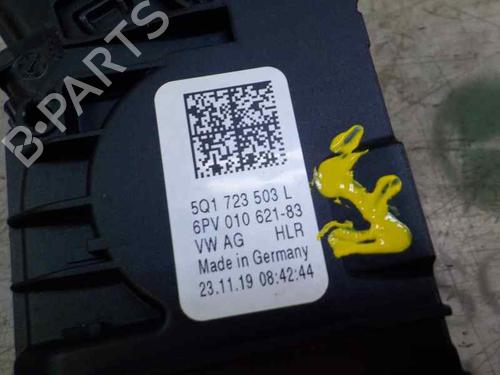 B-PARTS
5Q1 723 503 L
6PV 010 621-83
VW AG HLR
Made in Germany
23.11.19 08:42:44